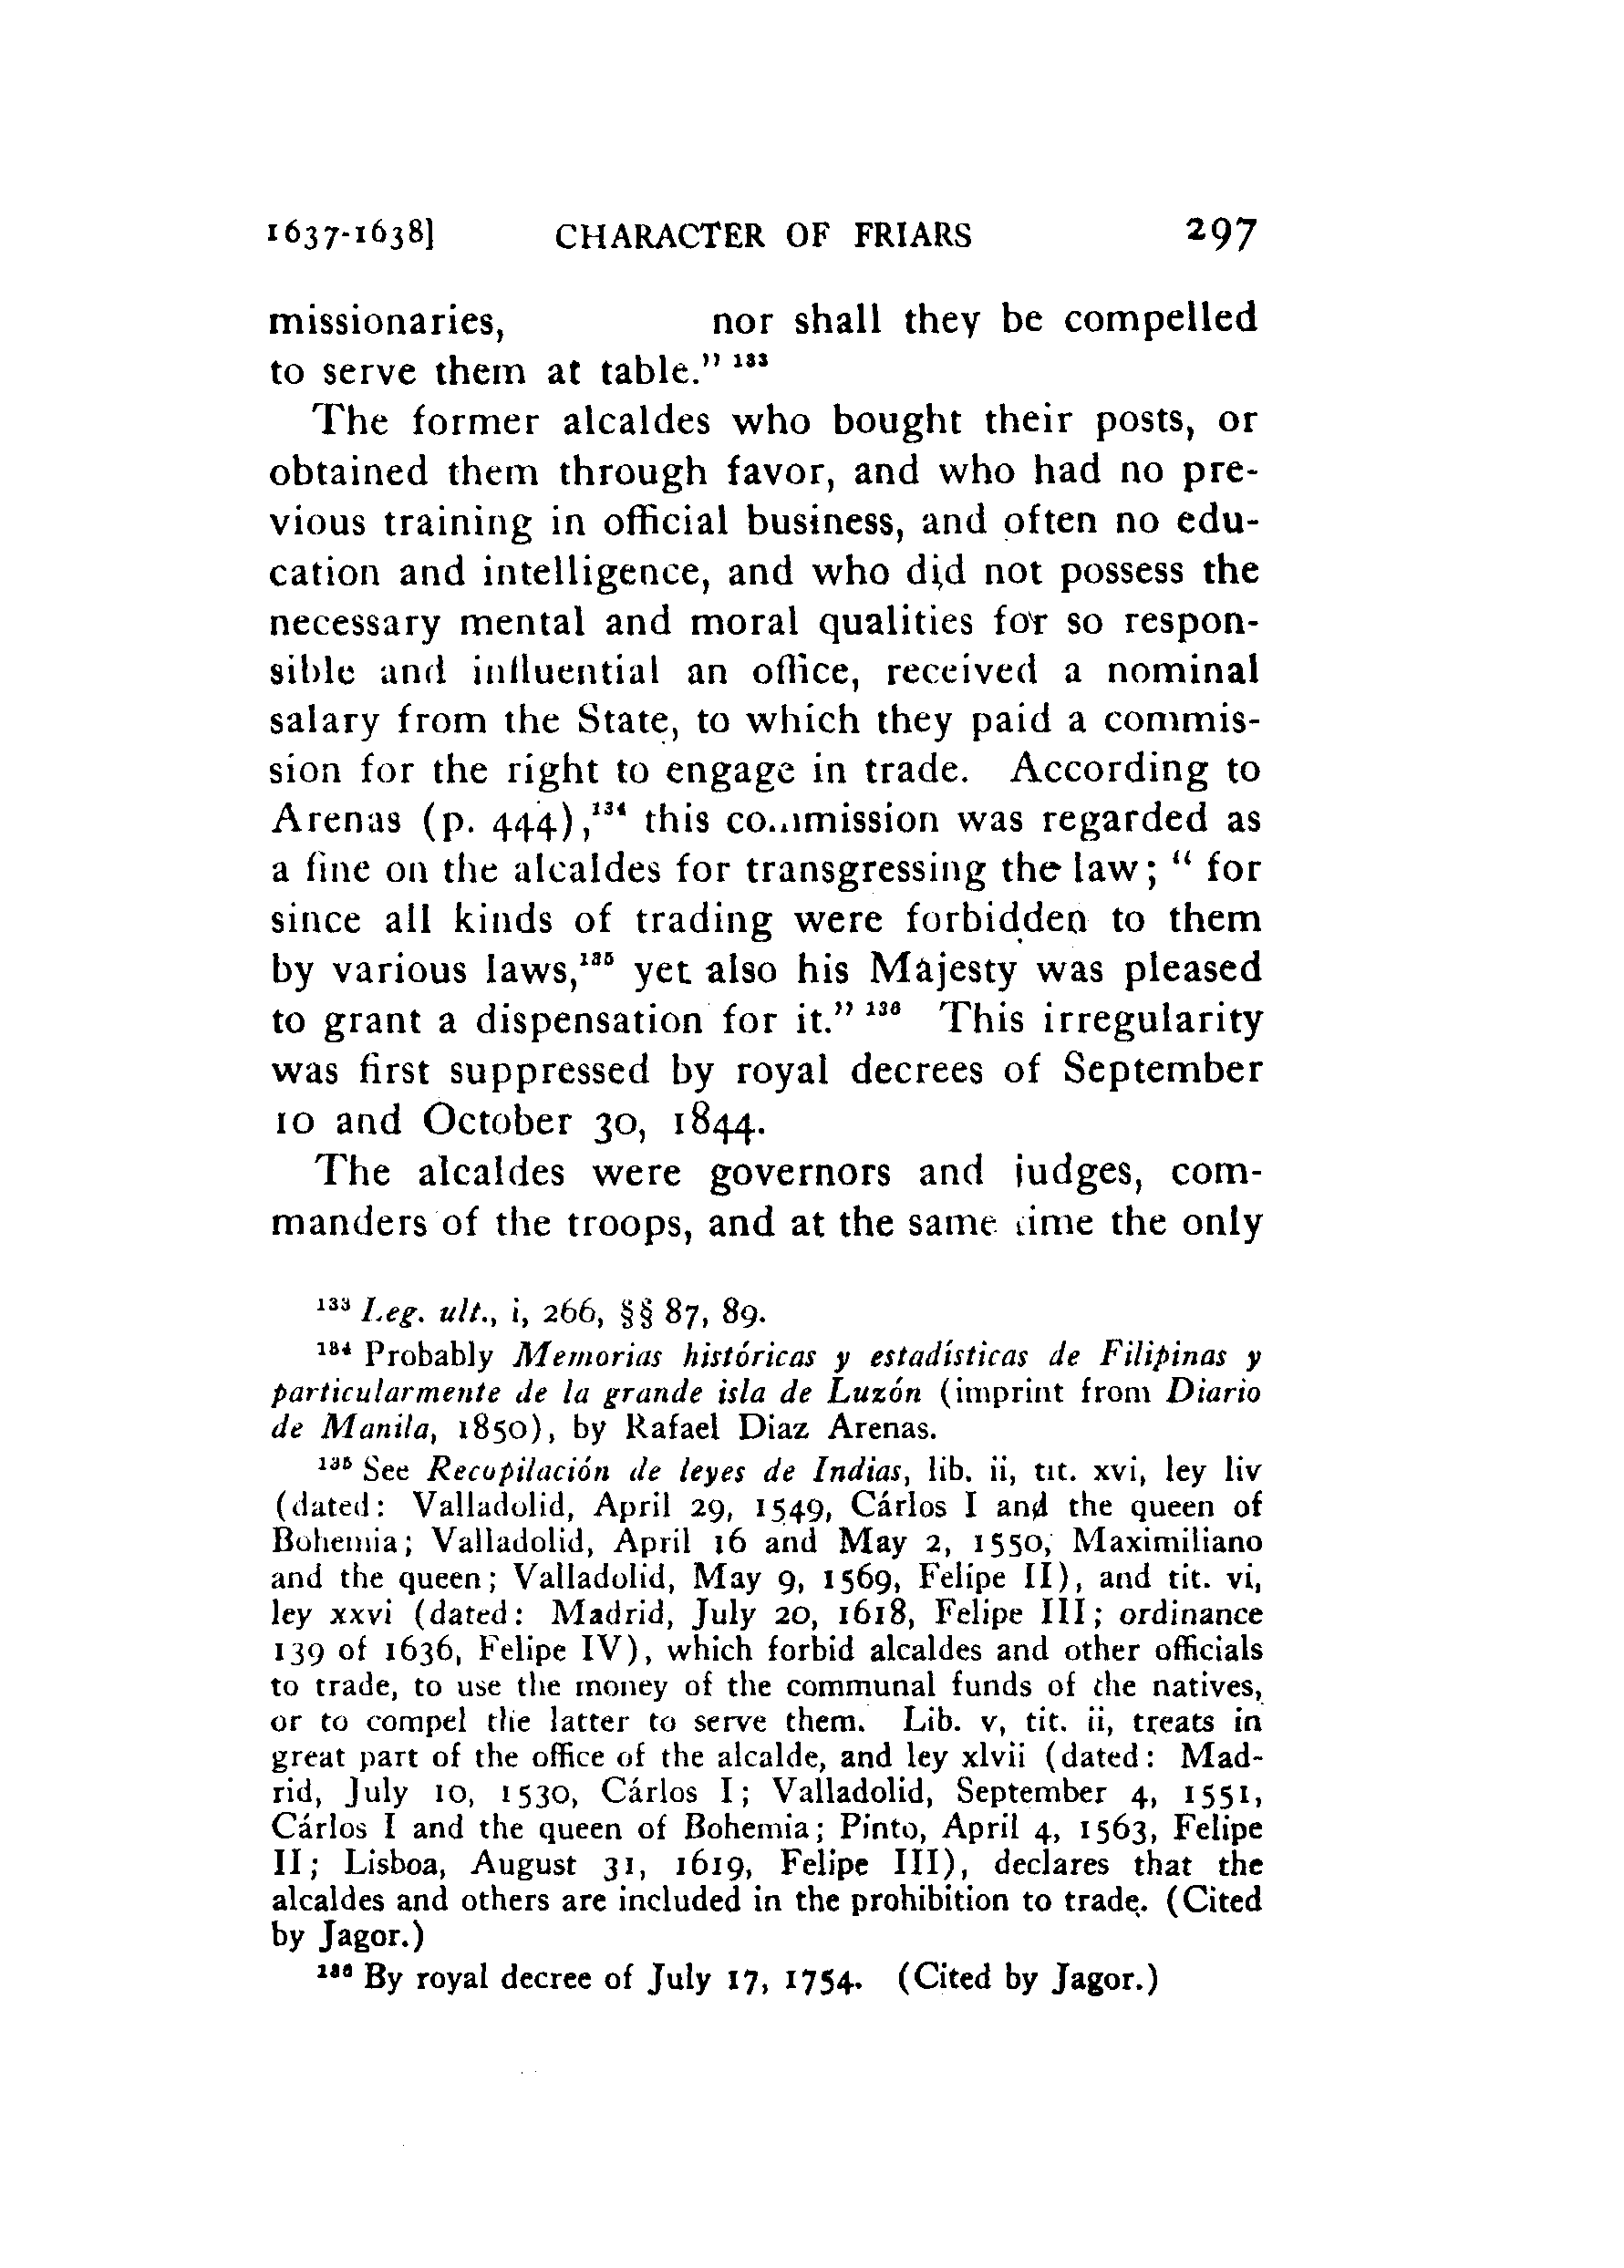 1637-1638] CHARACTER OF FRIARS 297
missionaries, nor shall they be compelled
to serve them at table." 133
The former alcaldes who bought their posts, or
obtained them through favor, and who had no pre-
vious training in official business, and often no edu-
cation and intelligence, and who did not possess the
necessary mental and moral qualities for so respon-
sible and influential an office, received a nominal
salary from the State, to which they paid a commis-
sion for the right to engage in trade. According to
Arenas (p. 444),134 this commission was regarded as
a fine on the alcaldes for transgressing the law; " for
since all kinds of trading were forbidden to them
by various laws,135 yet also his Majesty was pleased
to grant a dispensation for it." 136 This irregularity
was first suppressed by royal decrees of September
10 and October 30, 1844.
The alcaldes were governors and judges, com-
manders of the troops, and at the same time the only
133 Leg. ult., i, 266, §§ 87, 89.
134 Probably Memorias históricas y estadísticas de Filipinas y
particularmente de la grande isla de Luzón (imprint from Diario
de Manila, 1850), by Rafael Diaz Arenas.
135 See Recopilación de leyes de Indias, lib. ii, tit. xvi, ley liv
(dated: Valladolid, April 29, 1549, Cárlos I and the queen of
Bohemia; Valladolid, April 16 and May 2, 1550, Maximiliano
and the queen; Valladolid, May 9, 1569, Felipe II), and tit. vi,
ley xxvi (dated: Madrid, July 20, 1618, Felipe III; ordinance
139 of 1636, Felipe IV), which forbid alcaldes and other officials
to trade, to use the money of the communal funds of the natives,
or to compel the latter to serve them. Lib. v, tit. ii, treats in
great part of the office of the alcalde, and ley xlvii (dated: Mad-
rid, July 10, 1530, Cárlos I; Valladolid, September 4, 1551,
Cárlos I and the queen of Bohemia; Pinto, April 4, 1563, Felipe
II; Lisboa, August 31, 1619, Felipe III), declares that the
alcaldes and others are included in the prohibition to trade. (Cited
by Jagor.)
136 By royal decree of July 17, 1754. (Cited by Jagor.)